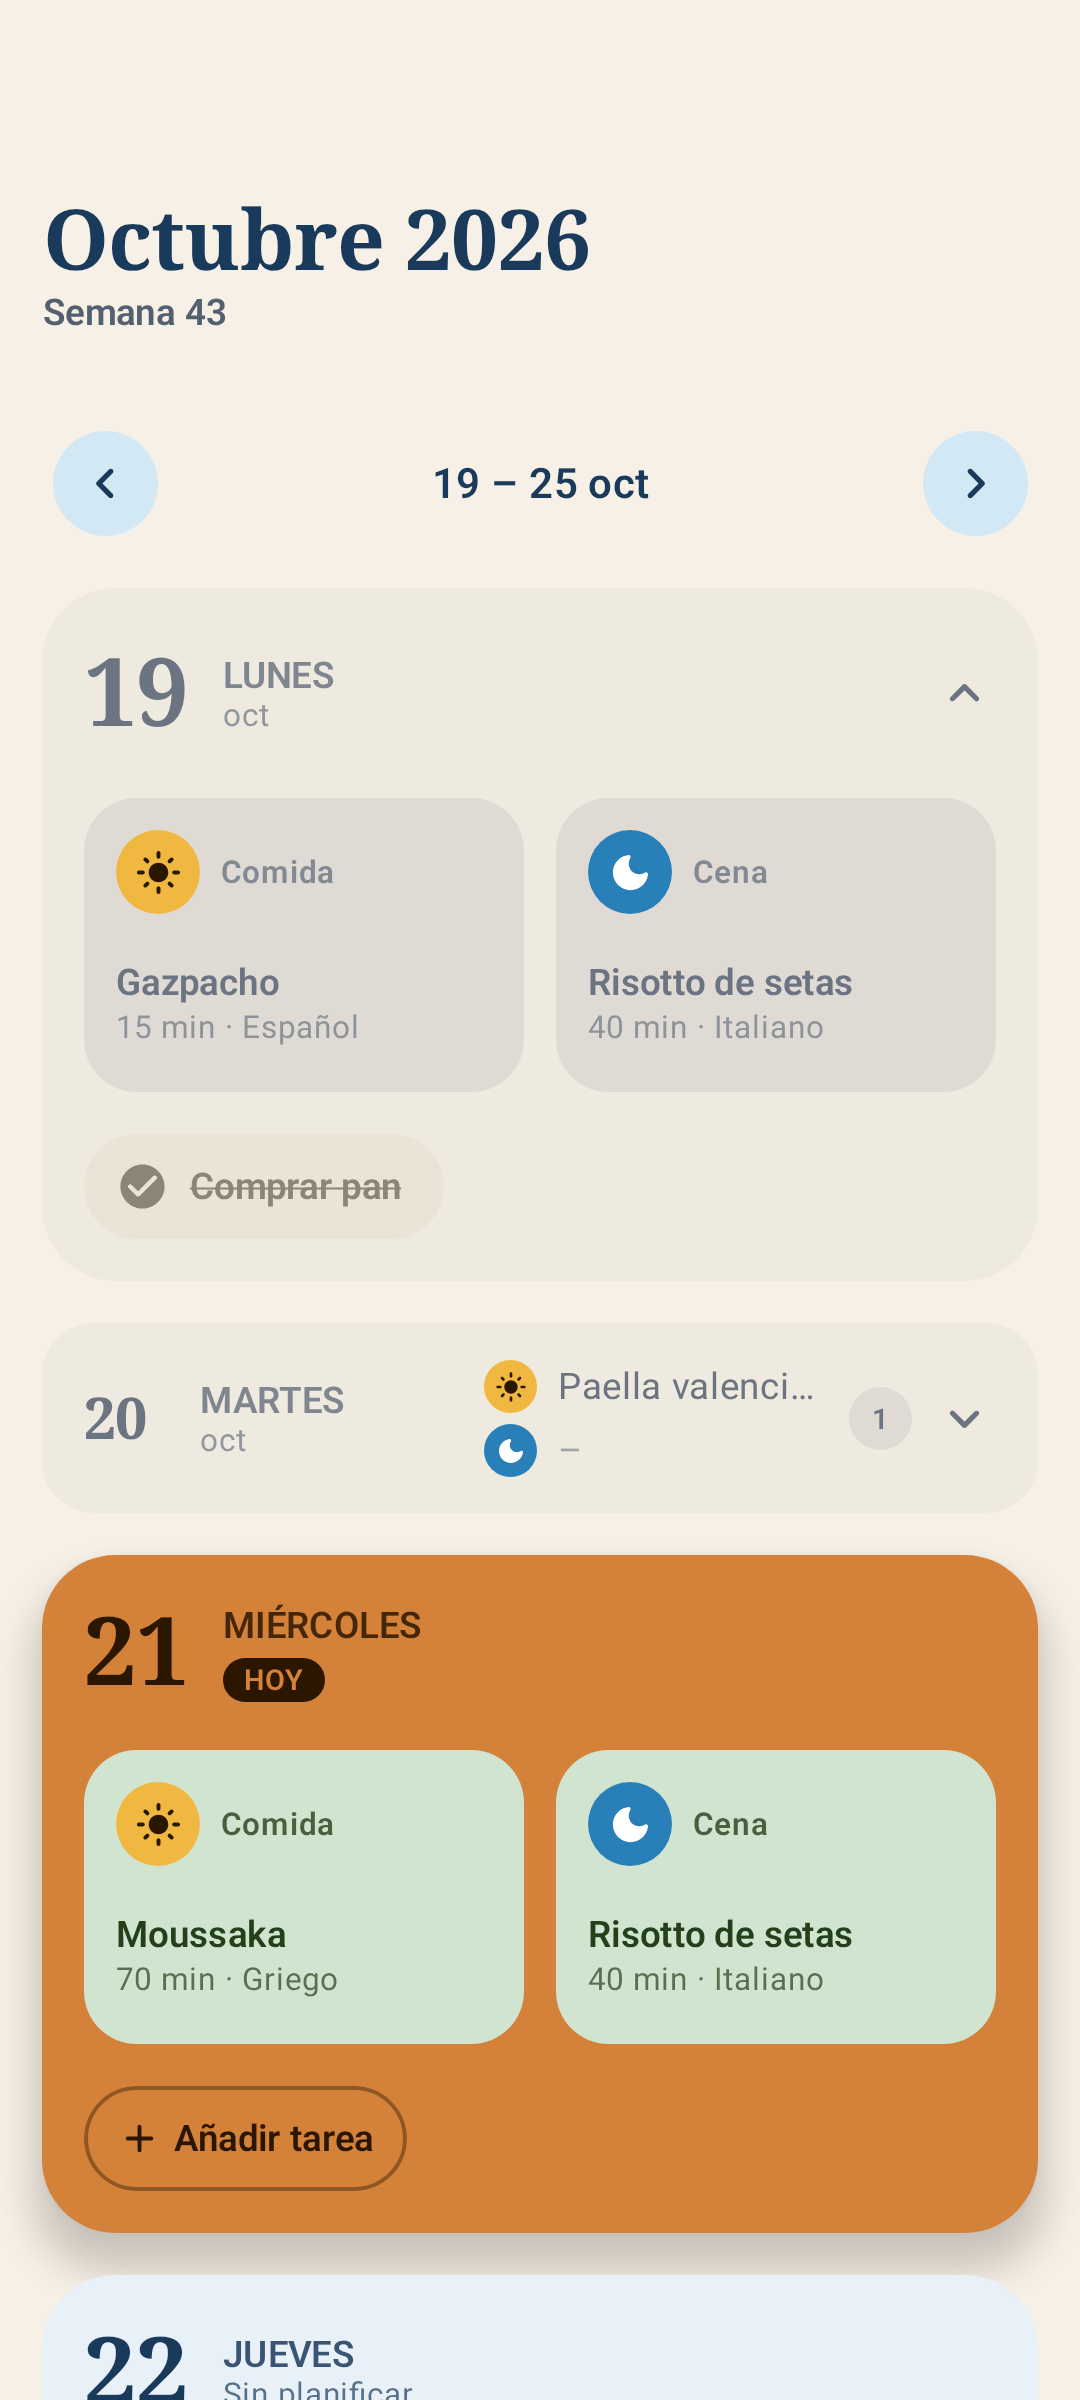 Octubre 2026
Semana 43
19 – 25 oct
19
LUNES
oct
Comida
Gazpacho
15 min · Español
Cena
Risotto de setas
40 min · Italiano
Comprar pan
20
MARTES
oct
Paella valenci…
–
1
21
MIÉRCOLES
HOY
Comida
Moussaka
70 min · Griego
Cena
Risotto de setas
40 min · Italiano
Añadir tarea
22
JUEVES
Sin planificar